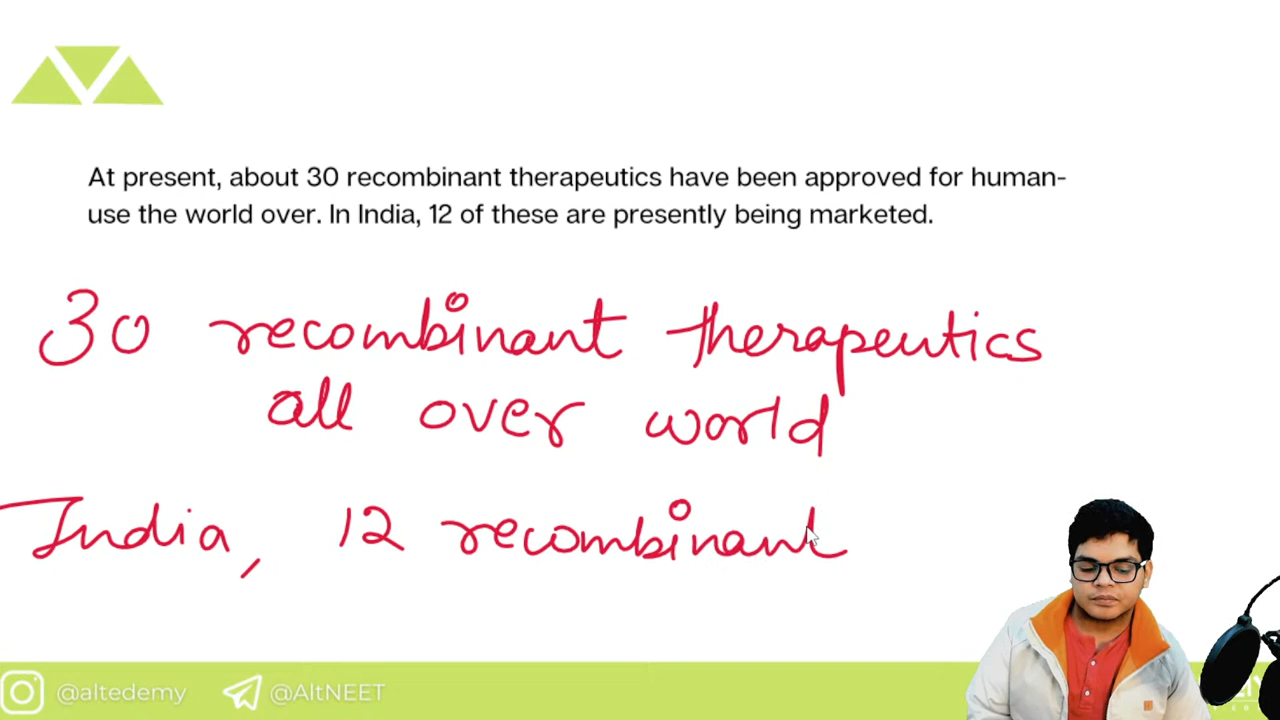 At present, about 30 recombinant therapeutics have been approved for human-
use the world over. In India, 12 of these are presently being marketed.
30 recombinant therapeutics
all over world
India, 12 recombinant
@altedemy @AltNEET